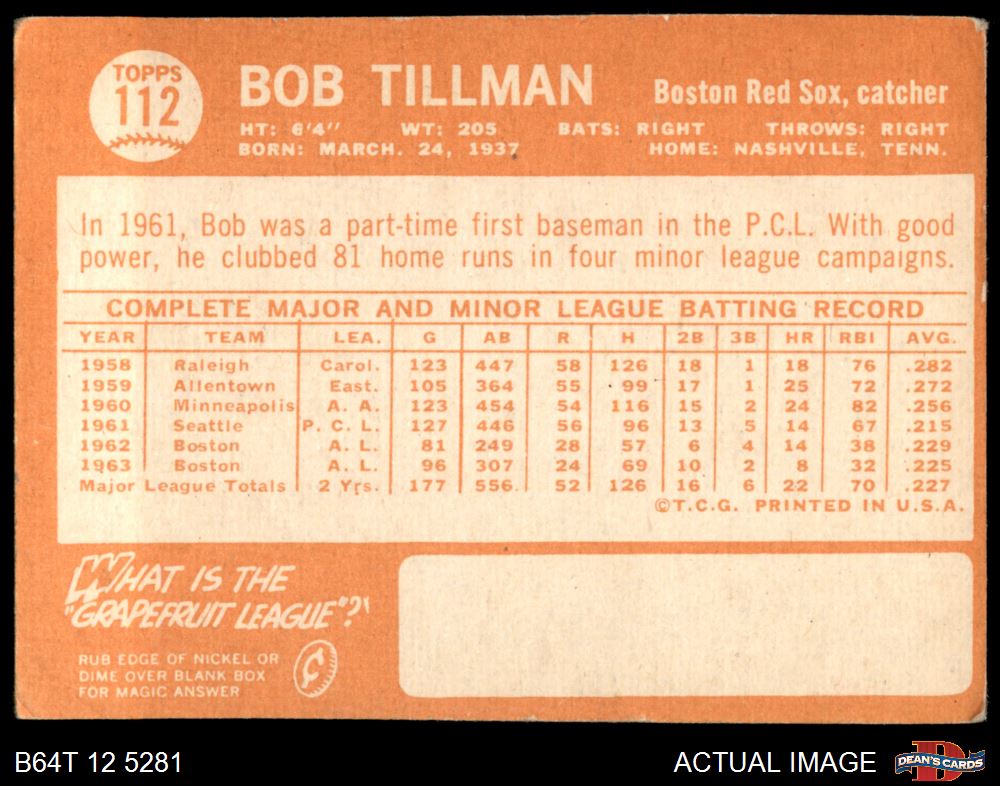 TOPPS
112
BOB TILLMAN
Boston Red Sox, catcher
HT: 6'4" WT: 205 BATS: RIGHT THROWS: RIGHT
BORN: MARCH. 24, 1937 HOME: NASHVILLE, TENN.
In 1961, Bob was a part-time first baseman in the P.C.L. With good
power, he clubbed 81 home runs in four minor league campaigns.
COMPLETE MAJOR AND MINOR LEAGUE BATTING RECORD
YEAR TEAM LEA. G AB R H 2B 3B HR RBI AVG.
1958 Raleigh Carol. 123 447 58 126 18 1 18 76 .282
1959 Allentown East. 105 364 55 99 17 1 25 72 .272
1960 Minneapolis A. A. 123 454 54 116 15 2 24 82 .256
1961 Seattle P. C. L. 127 446 56 96 13 5 14 67 .215
1962 Boston A. L. 81 249 28 57 6 4 14 38 .229
1963 Boston A. L. 96 307 24 69 10 2 8 32 .225
Major League Totals 2 Yrs. 177 556 52 126 16 6 22 70 .227
©T.C.G. PRINTED IN U.S.A.
WHAT IS THE
"GRAPEFRUIT LEAGUE"?
RUB EDGE OF NICKEL OR
DIME OVER BLANK BOX
FOR MAGIC ANSWER
B64T 12 5281
ACTUAL IMAGE
DEAN'S CARDS